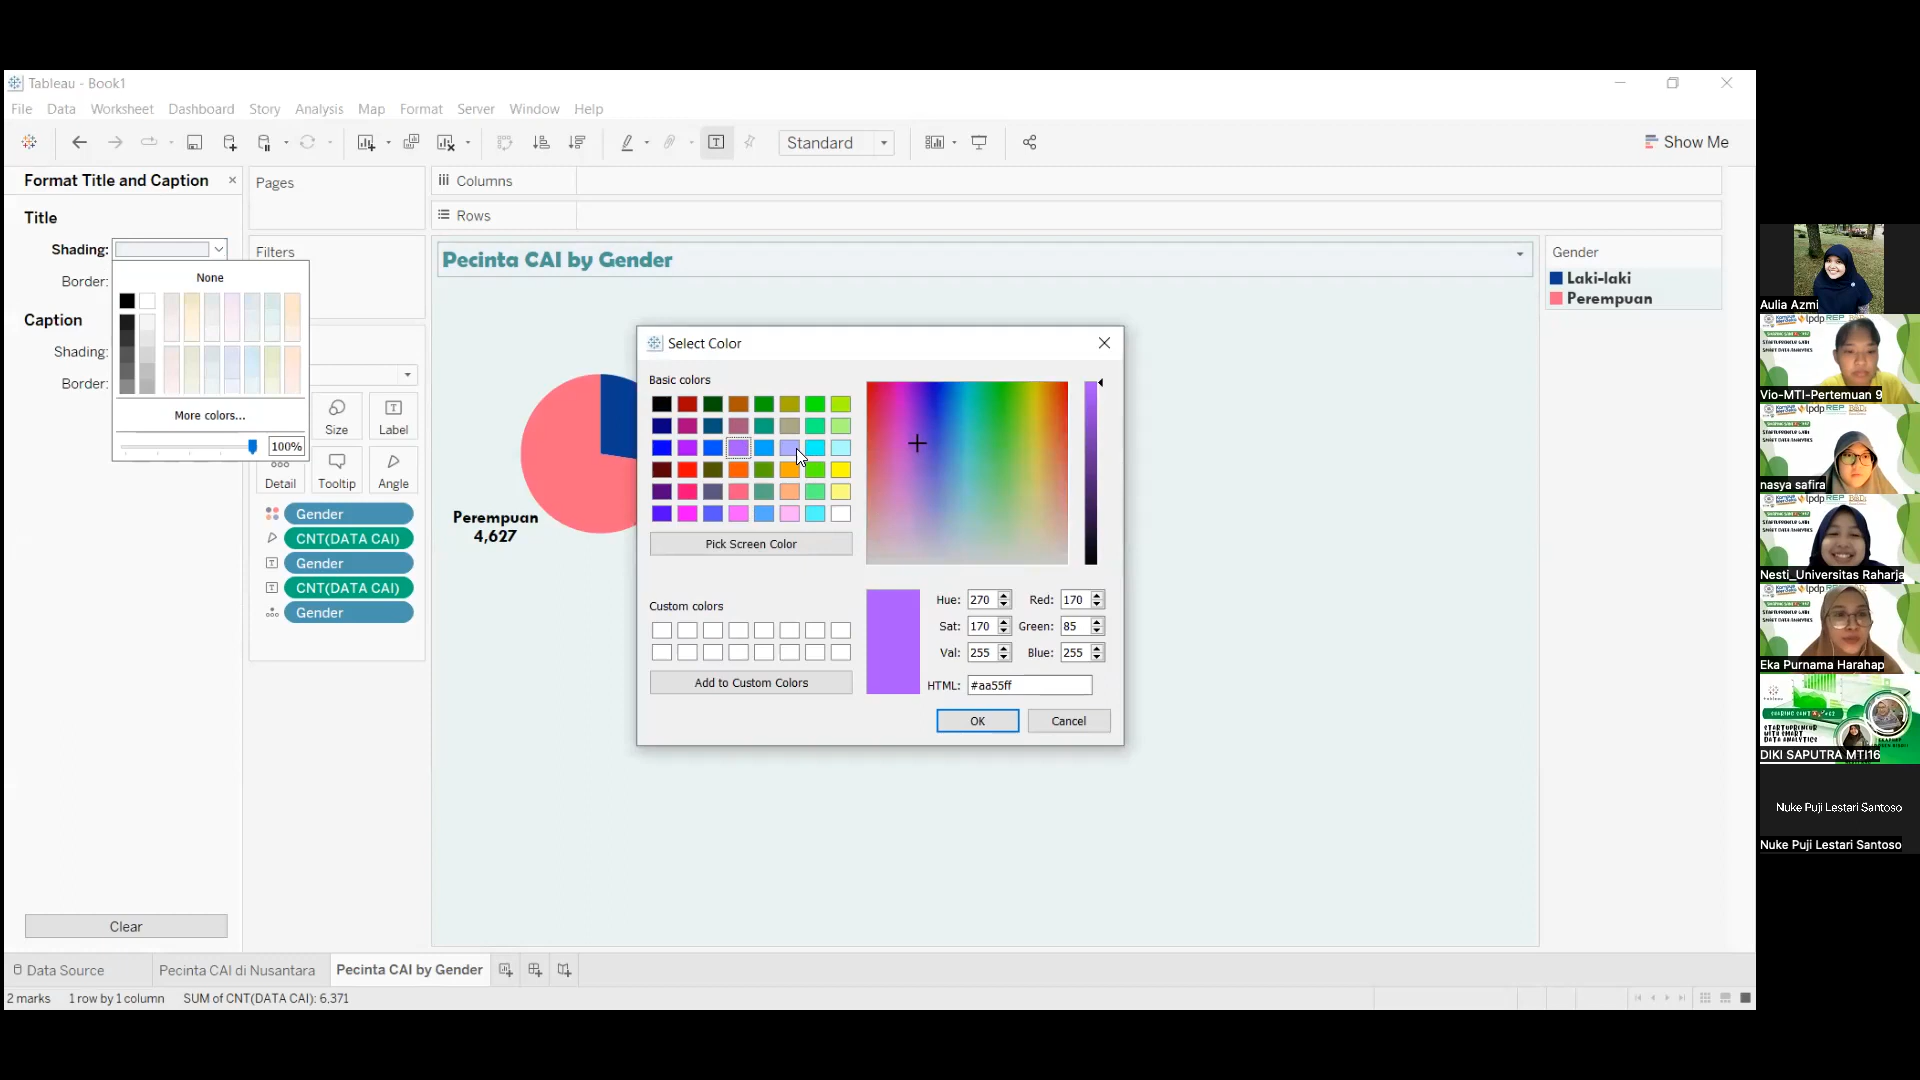 Tableau - Book1
File Data Worksheet Dashboard Story Analysis Map Format Server Window Help
Standard
Show Me
Format Title and Caption
Title
Shading:
Border:
Caption
Shading:
Border:
None
More colors...
100%
Clear
Pages
Filters
Size
Label
Detail
Tooltip
Angle
Gender
CNT(DATA CAI)
Gender
CNT(DATA CAI)
Gender
Columns
Rows
Pecinta CAI by Gender
Perempuan
4,627
Gender
Laki-laki
Perempuan
Select Color
Basic colors
Pick Screen Color
Custom colors
Add to Custom Colors
Hue: 270 Red: 170
Sat: 170 Green: 85
Val: 255 Blue: 255
HTML: #aa55ff
OK
Cancel
Data Source
Pecinta CAI di Nusantara
Pecinta CAI by Gender
2 marks 1 row by 1 column SUM of CNT(DATA CAI): 6.371
Aulia Azmi
Vio-MTI-Pertemuan 9
nasya safira
Nesti_Universitas Raharja
Eka Purnama Harahap
STARTUPRENEUR
WITH SMART
DATA ANALYTICS
DIKI SAPUTRA MTI16
Nuke Puji Lestari Santoso
Nuke Puji Lestari Santoso